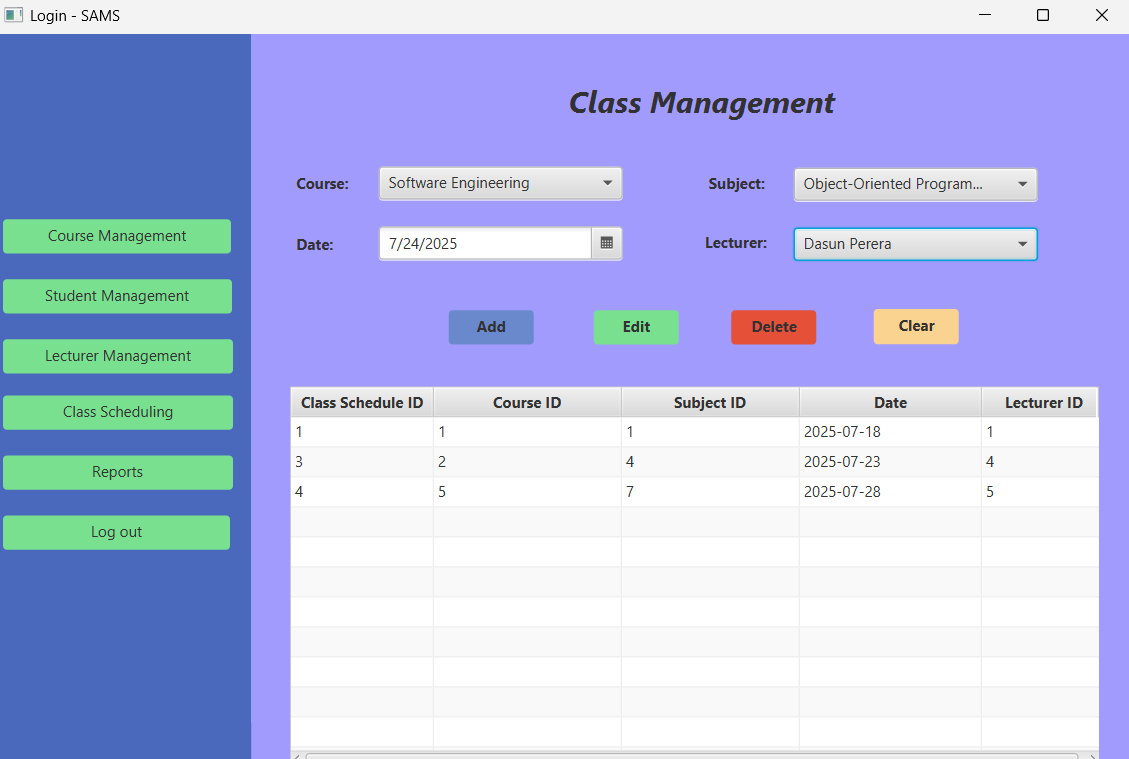 Login - SAMS
Class Management
Course: Software Engineering Subject: Object-Oriented Program...
Date: 7/24/2025 Lecturer: Dasun Perera
Course Management
Student Management
Lecturer Management
Class Scheduling
Reports
Log out
Add Edit Delete Clear
Class Schedule ID Course ID Subject ID Date Lecturer ID
1 1 1 2025-07-18 1
3 2 4 2025-07-23 4
4 5 7 2025-07-28 5